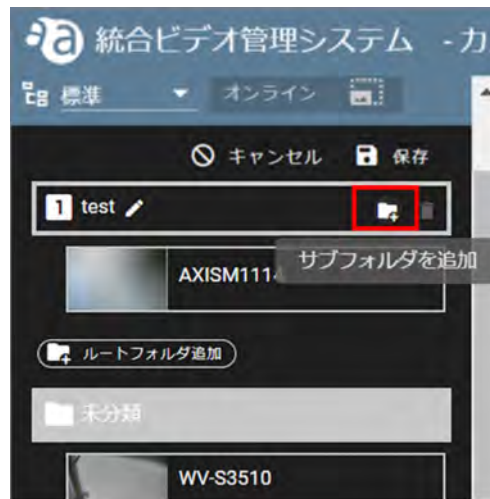 統合ビデオ管理システム - カ
標準 オンライン
キャンセル 保存
1 test
サブフォルダを追加
AXISM1114
ルートフォルダ追加
未分類
WV-S3510